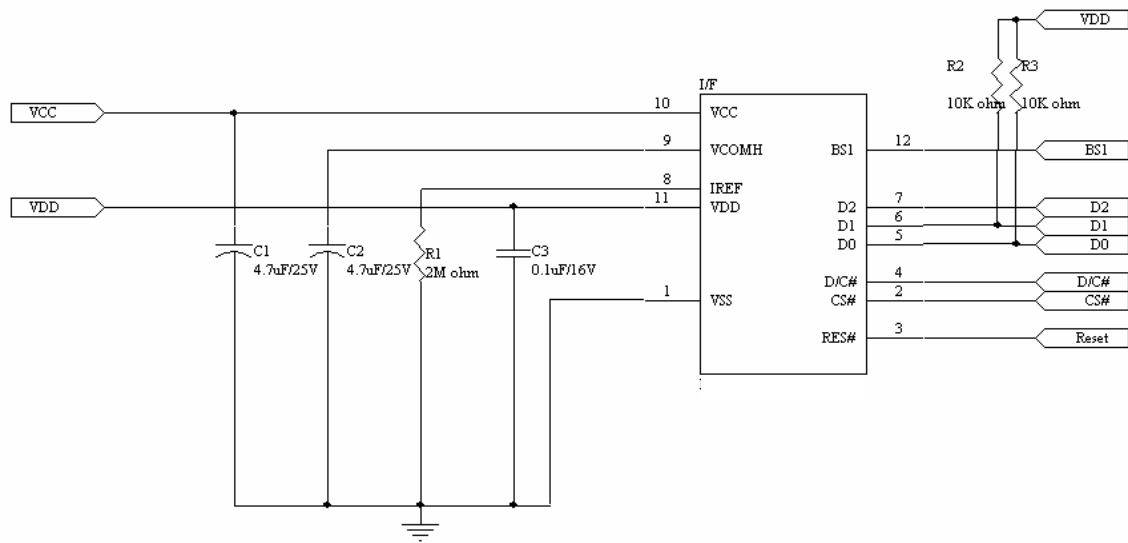 VDD
R2 R3
10K ohm 10K ohm
I/F
VCC 10 VCC
9 VCOMH BS1 12 BS1
8 IREF
VDD 11 VDD D2 7 D2
D1 6 D1
D0 5 D0
C1 C2 R1 C3
4.7uF/25V 4.7uF/25V 2M ohm 0.1uF/16V
D/C# 4 D/C#
1 VSS CS# 2 CS#
RES# 3 Reset